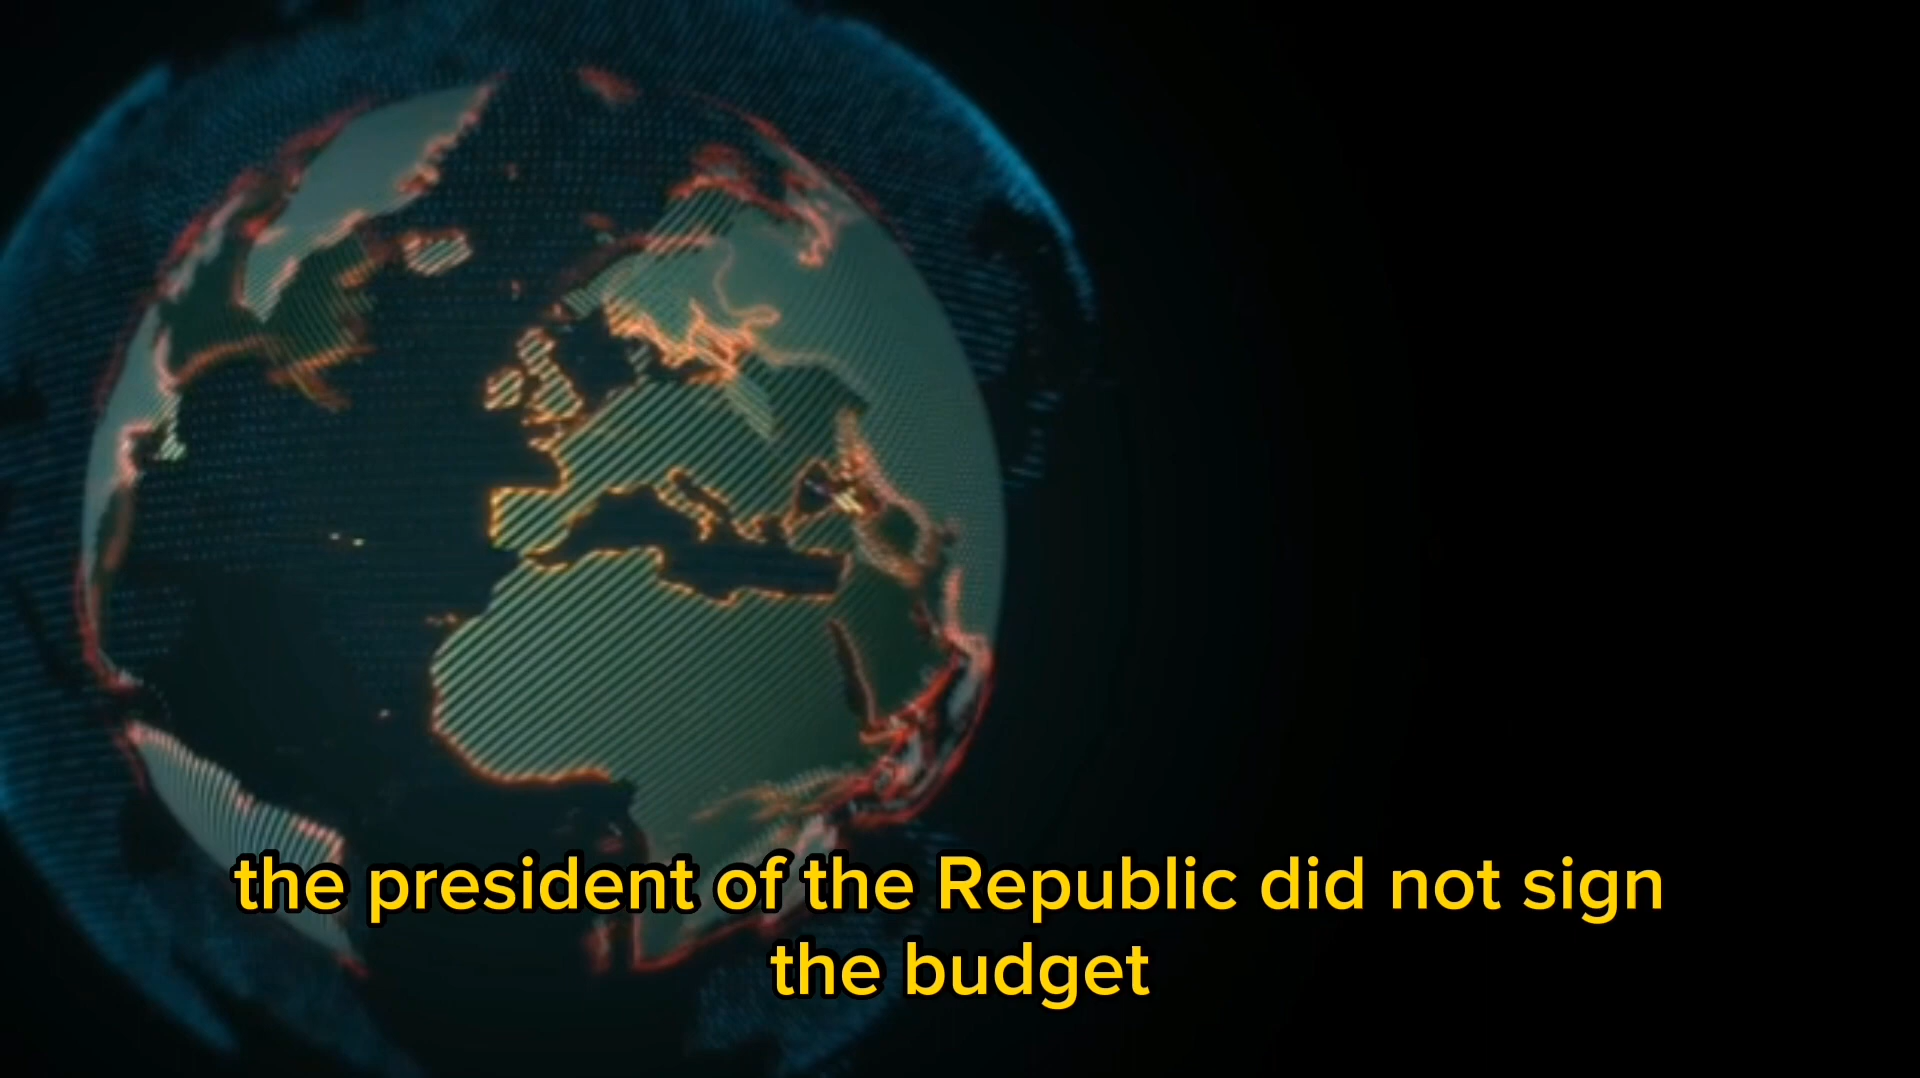 the president of the Republic did not sign
the budget